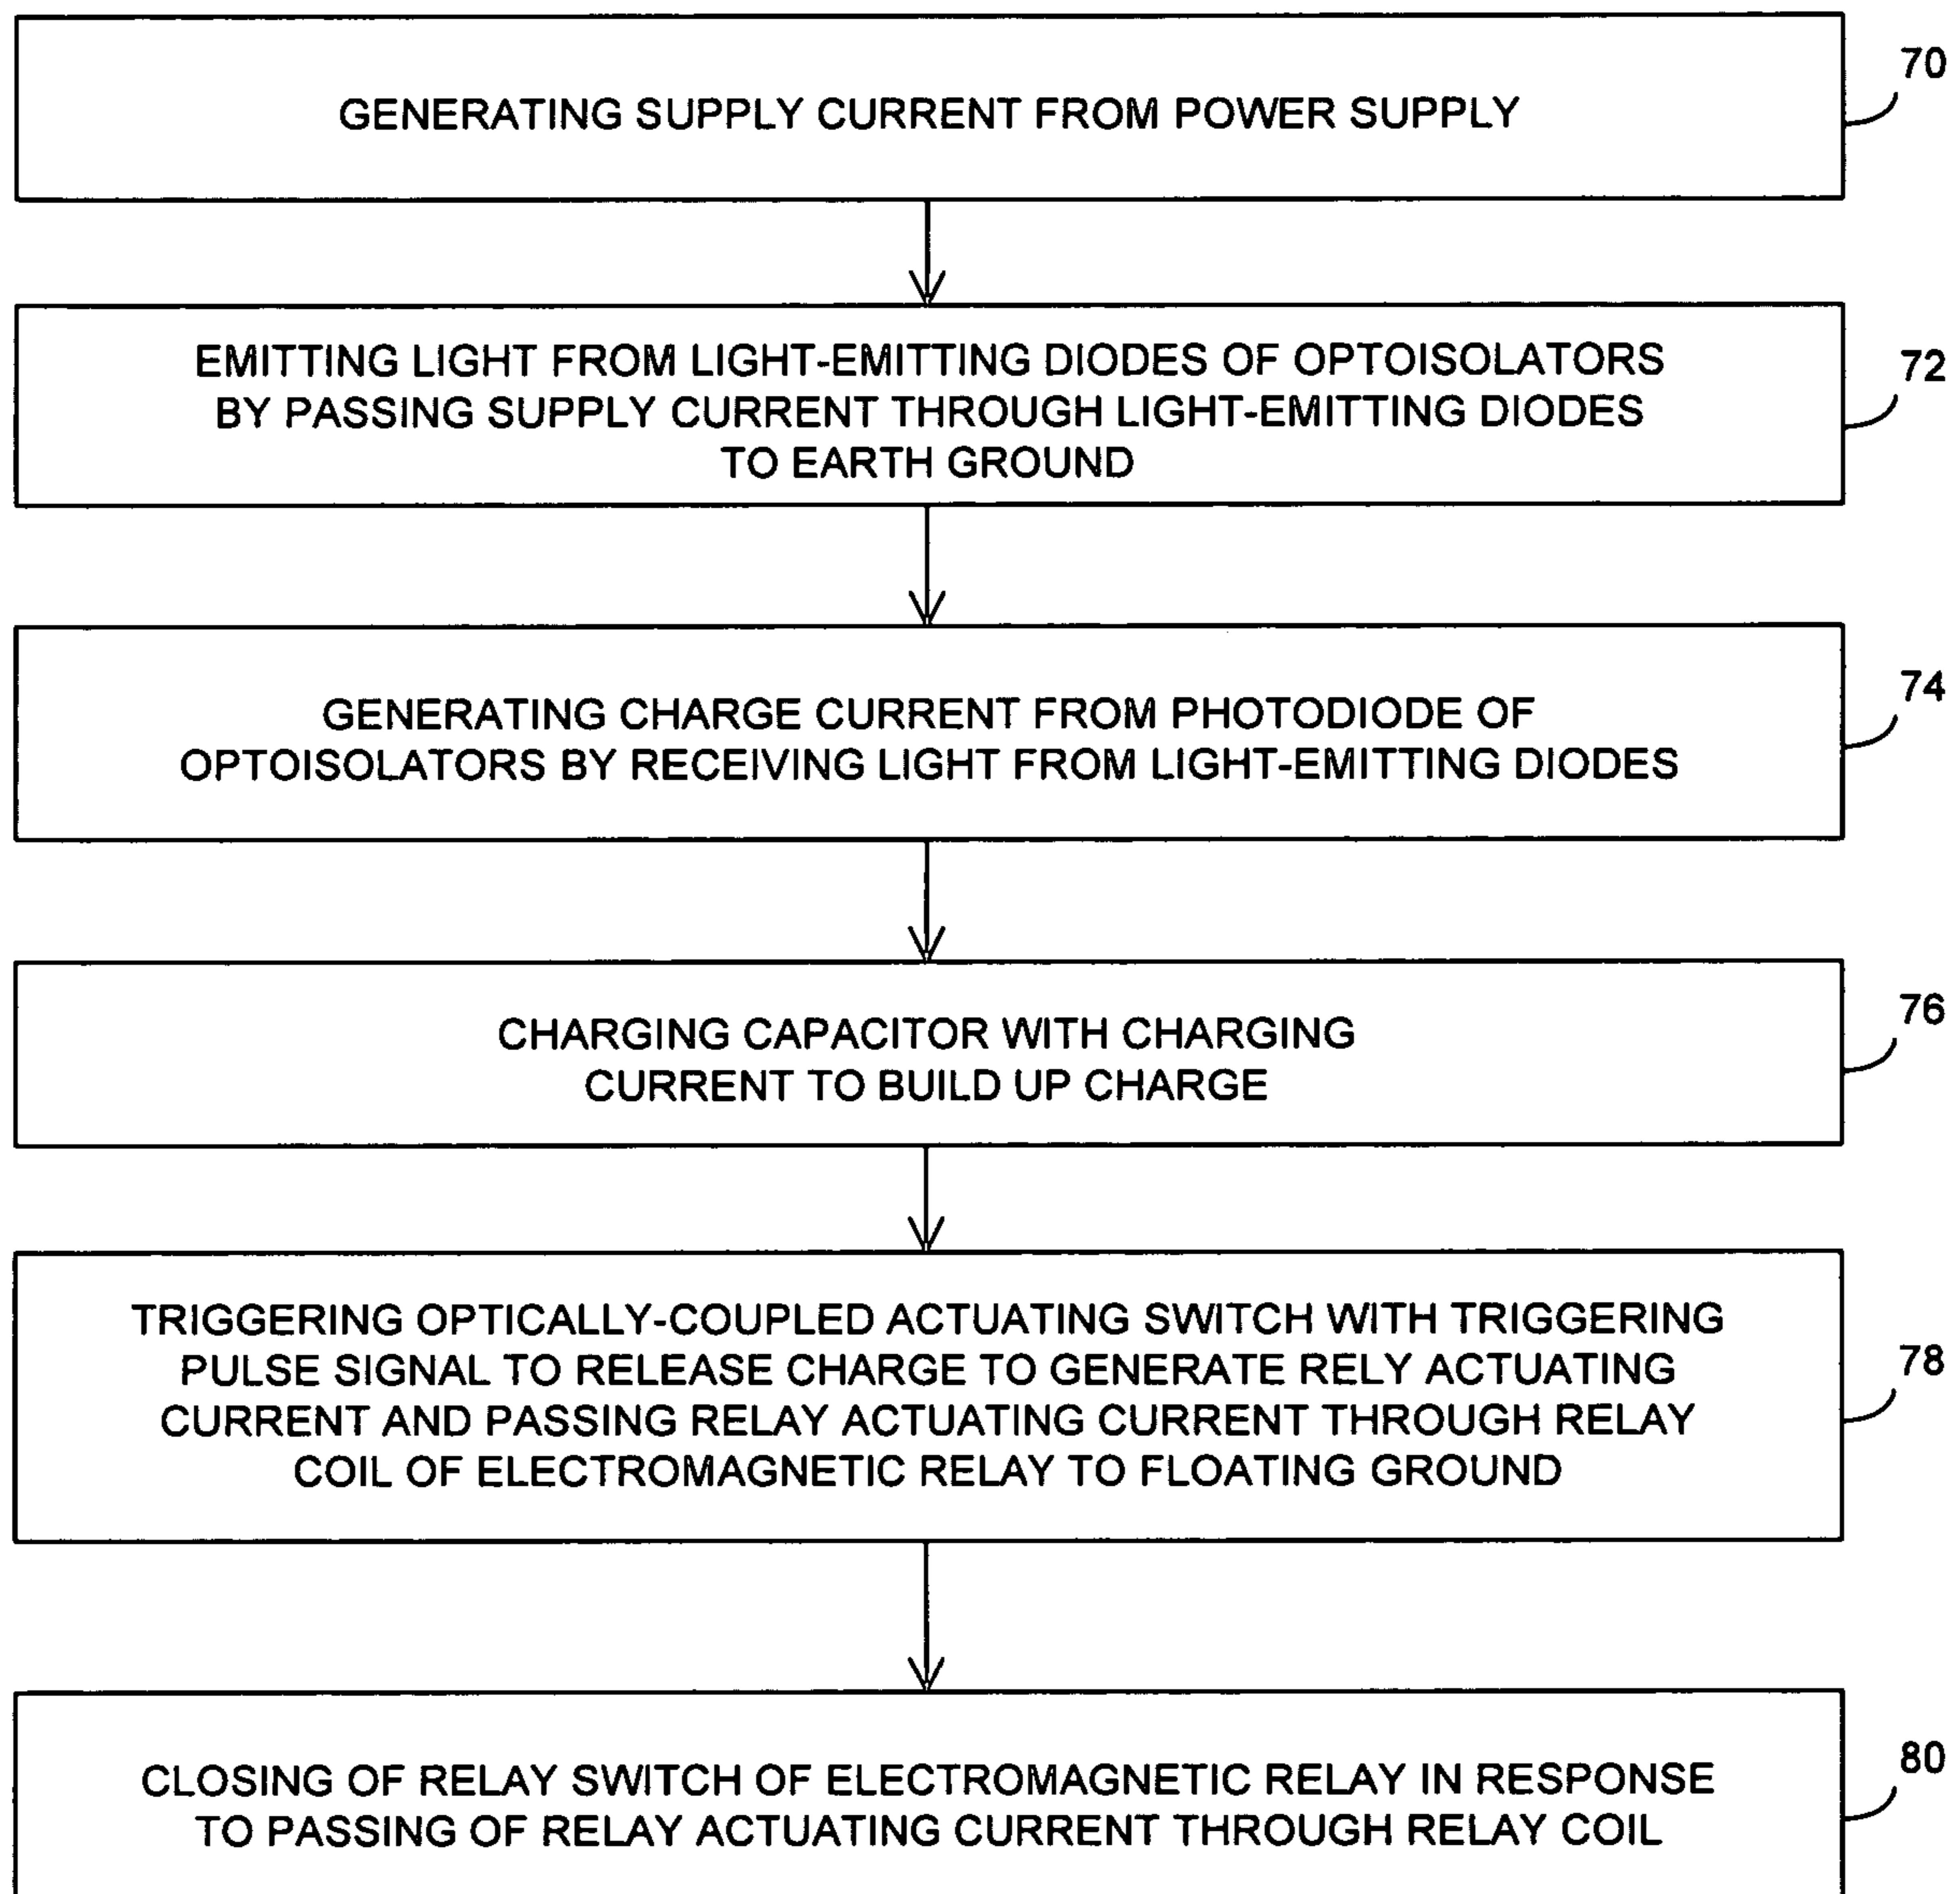 GENERATING SUPPLY CURRENT FROM POWER SUPPLY
70
EMITTING LIGHT FROM LIGHT-EMITTING DIODES OF OPTOISOLATORS
BY PASSING SUPPLY CURRENT THROUGH LIGHT-EMITTING DIODES
TO EARTH GROUND
72
GENERATING CHARGE CURRENT FROM PHOTODIODE OF
OPTOISOLATORS BY RECEIVING LIGHT FROM LIGHT-EMITTING DIODES
74
CHARGING CAPACITOR WITH CHARGING
CURRENT TO BUILD UP CHARGE
76
TRIGGERING OPTICALLY-COUPLED ACTUATING SWITCH WITH TRIGGERING
PULSE SIGNAL TO RELEASE CHARGE TO GENERATE RELY ACTUATING
CURRENT AND PASSING RELAY ACTUATING CURRENT THROUGH RELAY
COIL OF ELECTROMAGNETIC RELAY TO FLOATING GROUND
78
CLOSING OF RELAY SWITCH OF ELECTROMAGNETIC RELAY IN RESPONSE
TO PASSING OF RELAY ACTUATING CURRENT THROUGH RELAY COIL
80